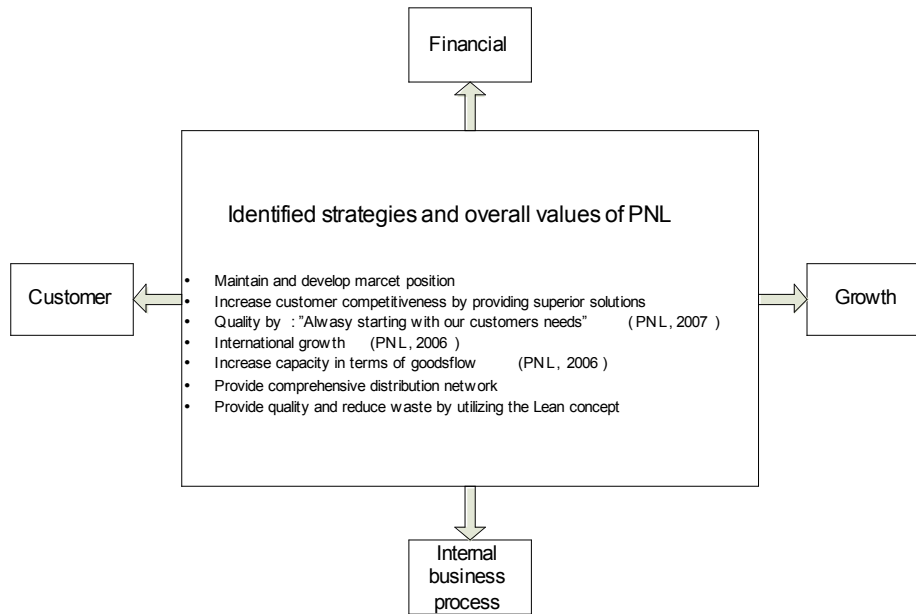 Financial
Identified strategies and overall values of PNL
Customer
Growth
• Maintain and develop marcet position
• Increase customer competitiveness by providing superior solutions
• Quality by : ”Alwasy starting with our customers needs” (PNL, 2007 )
• International growth (PNL, 2006 )
• Increase capacity in terms of goodsflow (PNL, 2006 )
• Provide comprehensive distribution network
• Provide quality and reduce waste by utilizing the Lean concept
Internal
business
process